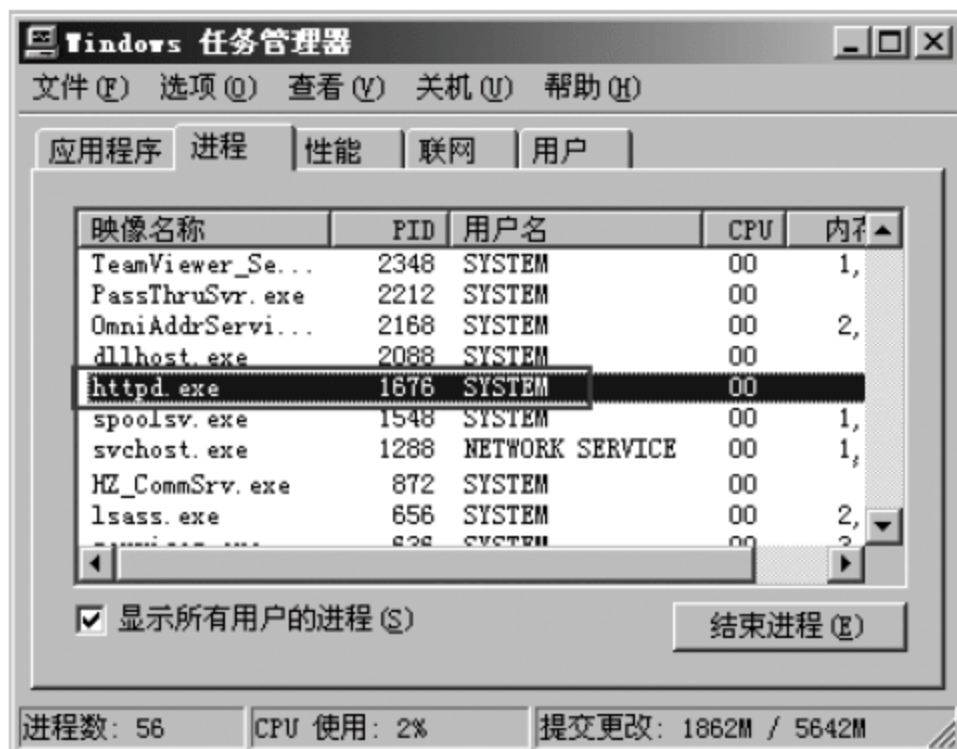 Windows 任务管理器
文件(F) 选项(O) 查看(V) 关机(U) 帮助(H)
应用程序 进程 性能 联网 用户
映像名称 PID 用户名 CPU 内存
TeamViewer_Se... 2348 SYSTEM 00 1,
PassThruSvr.exe 2212 SYSTEM 00
OmniAddrServi... 2168 SYSTEM 00 2,
dllhost.exe 2088 SYSTEM 00
httpd.exe 1676 SYSTEM 00
spoolsv.exe 1548 SYSTEM 00 1,
svchost.exe 1288 NETWORK SERVICE 00 1,
HZ_CommSrv.exe 872 SYSTEM 00
lsass.exe 656 SYSTEM 00 2,
636 SYSTEM 00
显示所有用户的进程(S) 结束进程(E)
进程数: 56 CPU 使用: 2% 提交更改: 1862M / 5642M